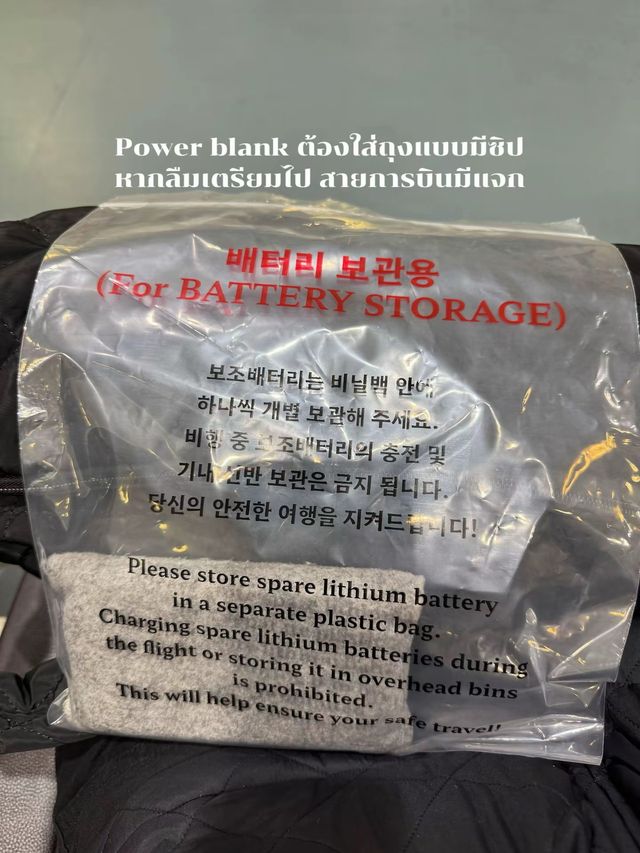 Power blank ต้องใส่ถุงแบบมีซิป
หากลืมเตรียมไป สายการบินมีแจก
배터리 보관용
(For BATTERY STORAGE)
보조배터리는 비닐백 안에
하나씩 개별 보관해 주세요.
비행 중 보조배터리의 충전 및
기내 선반 보관은 금지 됩니다.
당신의 안전한 여행을 지켜드립니다!
Please store spare lithium battery
in a separate plastic bag.
Charging spare lithium batteries during
the flight or storing it in overhead bins
is prohibited.
This will help ensure your safe travel!